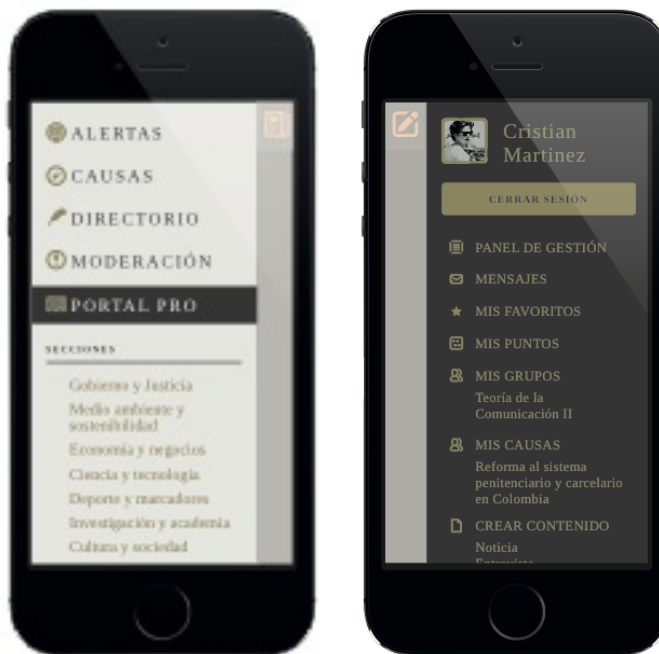 ALERTAS
CAUSAS
DIRECTORIO
MODERACIÓN
PORTAL PRO
SECCIONES
Gobierno y Justicia
Medio ambiente y
sostenibilidad
Economía y negocios
Ciencia y tecnología
Deporte y marcadores
Investigación y academia
Cultura y sociedad
Cristian
Martinez
CERRAR SESIÓN
PANEL DE GESTIÓN
MENSAJES
MIS FAVORITOS
MIS PUNTOS
MIS GRUPOS
Teoría de la
Comunicación II
MIS CAUSAS
Reforma al sistema
penitenciario y carcelario
en Colombia
CREAR CONTENIDO
Noticia
Entrevista